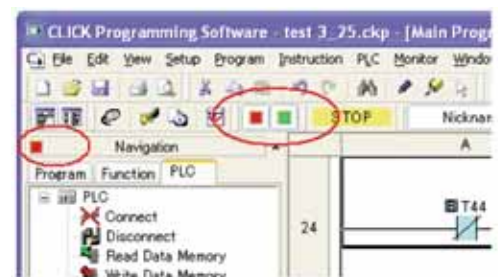 CLICK Programming Software - test 3_25.ckp - [Main Progr
File Edit View Setup Program Instruction PLC Monitor Windo
STOP Nicknam
Navigation A
Program Function PLC
PLC
Connect
T44
Disconnect
24
Read Data Memory
Write Data Memory